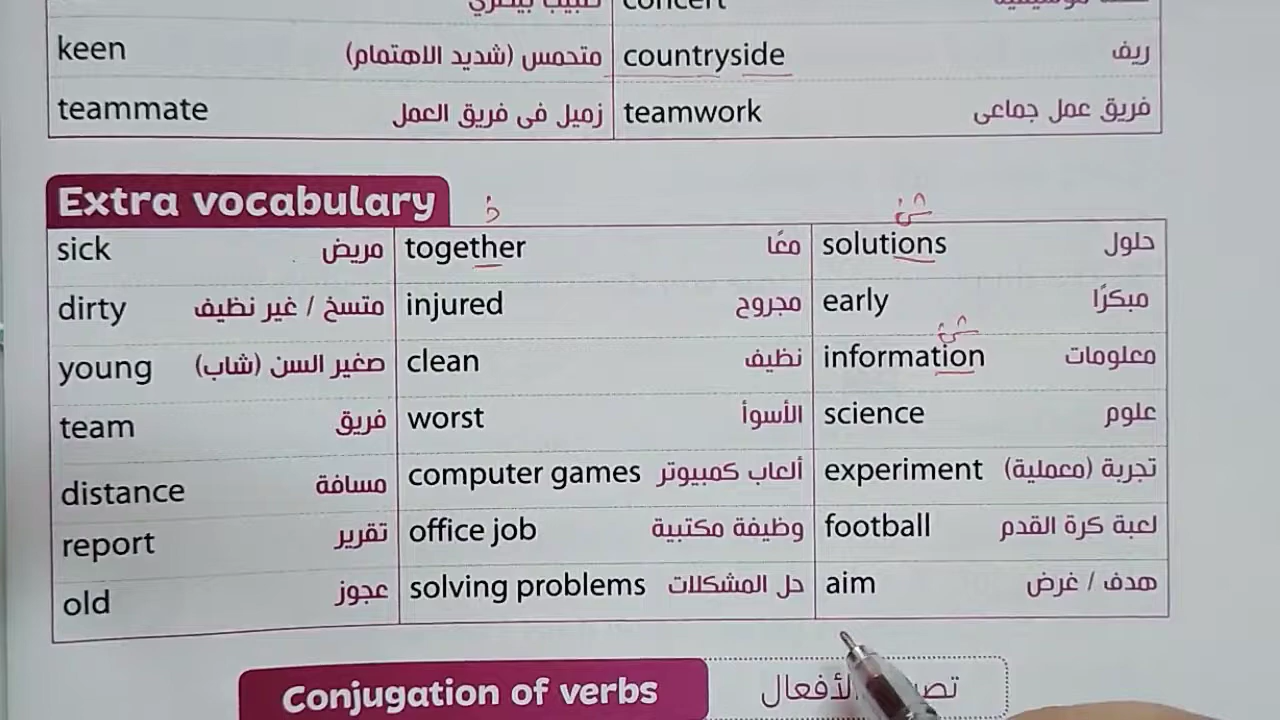 concert
keen متحمس (شديد الاهتمام) countryside ريف
teammate زميل فى فريق العمل teamwork فريق عمل جماعى
Extra vocabulary
sick مريض together معًا solutions حلول
dirty متسخ / غير نظيف injured مجروح early مبكرًا
young صغير السن (شاب) clean نظيف information معلومات
team فريق worst الأسوأ science علوم
distance مسافة computer games ألعاب كمبيوتر experiment تجربة (معملية)
report تقرير office job وظيفة مكتبية football لعبة كرة القدم
old عجوز solving problems حل المشكلات aim هدف / غرض
Conjugation of verbs الأفعال